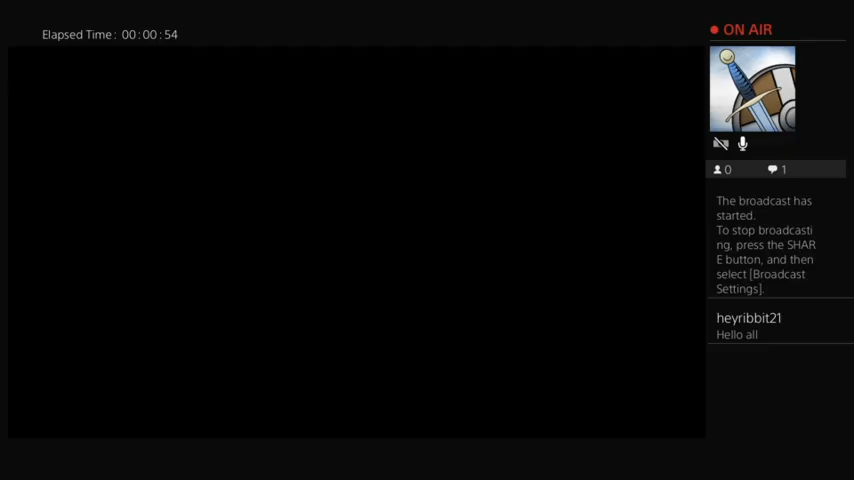 Elapsed Time: 00:00:54
ON AIR
0 1
The broadcast has
started.
To stop broadcasti
ng, press the SHAR
E button, and then
select [Broadcast
Settings].
heyribbit21
Hello all